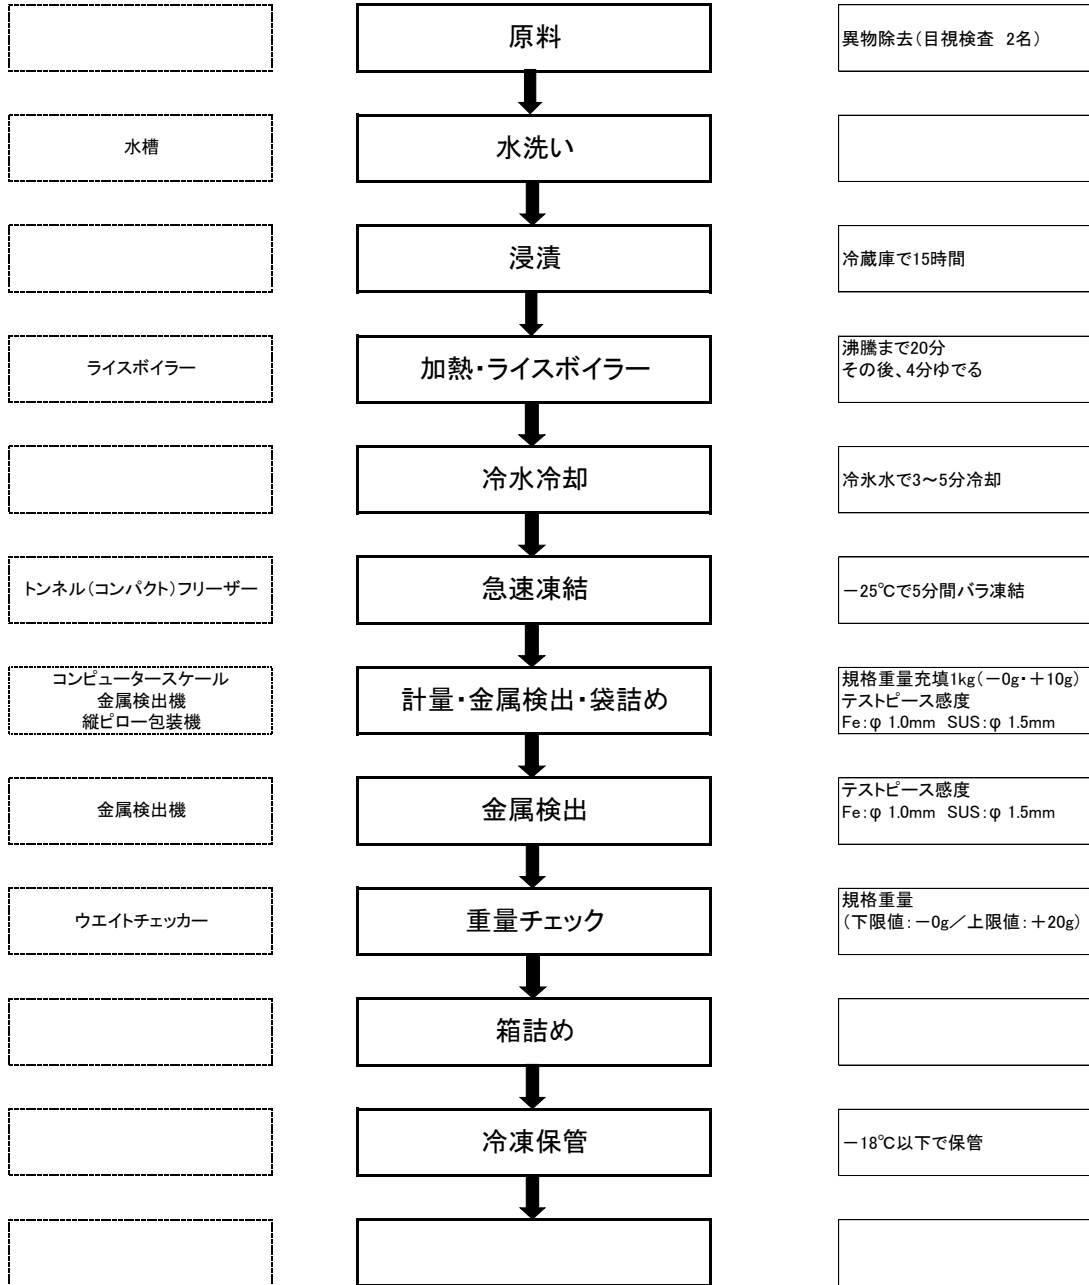 原料
異物除去(目視検査 2名)
水槽
水洗い
浸漬
冷蔵庫で15時間
ライスボイラー
加熱・ライスボイラー
沸騰まで20分
その後、4分ゆでる
冷水冷却
冷氷水で3～5分冷却
トンネル(コンパクト)フリーザー
急速凍結
－25℃で5分間バラ凍結
コンピュータースケール
金属検出機
縦ピロー包装機
計量・金属検出・袋詰め
規格重量充填1kg(－0g・＋10g)
テストピース感度
Fe:φ 1.0mm SUS:φ 1.5mm
金属検出機
金属検出
テストピース感度
Fe:φ 1.0mm SUS:φ 1.5mm
ウエイトチェッカー
重量チェック
規格重量
(下限値:－0g／上限値:＋20g)
箱詰め
冷凍保管
－18℃以下で保管